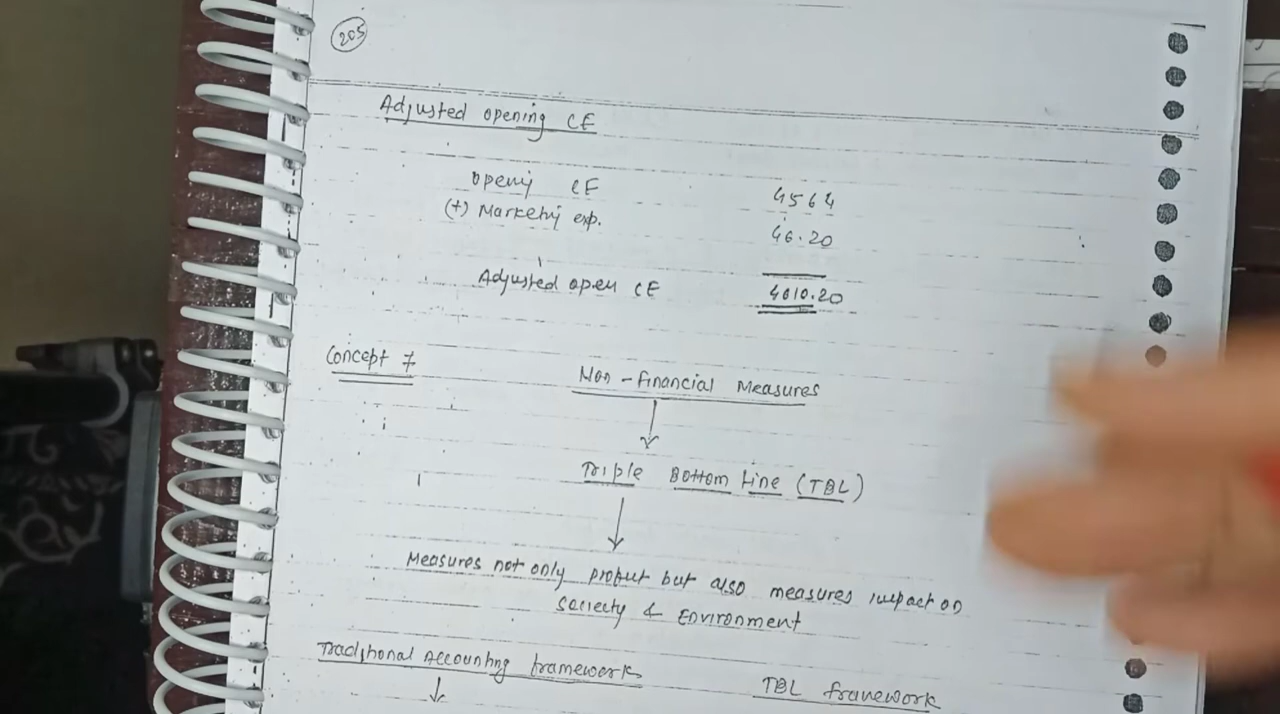 205
Adjusted opening CE
Openy CE 4564
(+) Marketing exp. 46.20
Adjusted open CE 4610.20
Concept 7
Non - Financial Measures
Triple Bottom Line (TBL)
Measures not only profit but also measures impact on
Society & Environment
Traditional Accounting framework TBL framework